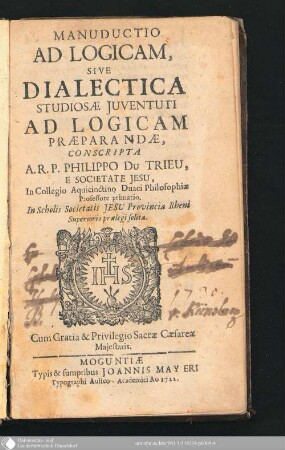 MANUDUCTIO
AD LOGICAM,
SIVE
DIALECTICA
STUDIOSÆ JUVENTUTI
AD LOGICAM
PRÆPARANDÆ,
CONSCRIPTA
A.R.P. PHILIPPO DU TRIEU,
E SOCIETATE JESU,
In Collegio Aquicinctino Duaci Philosophiæ
Professore primario,
In Scholis Societatis JESU Provinciæ Rheni
Superioris prælegi solita.
IHS
Cum Gratia & Privilegio Sacræ Cæsareæ
Majestatis.
MOGUNTIÆ
Typis & sumptibus JOANNIS MAYERI
Typographi Aulico-Academici Ao 1722.